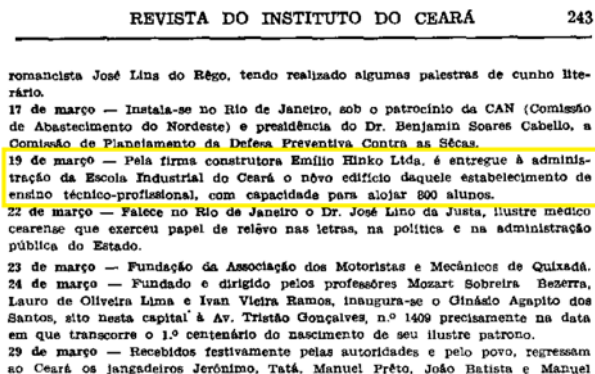 REVISTA DO INSTITUTO DO CEARÁ 243
romancista José Lins do Rêgo, tendo realizado algumas palestras de cunho lite-
rário.
17 de março — Instala-se no Rio de Janeiro, sob o patrocínio da CAN (Comissão
de Abastecimento do Nordeste) e presidência do Dr. Benjamin Soares Cabello, a
Comissão de Planejamento da Defesa Preventiva Contra as Sêcas.
19 de março — Pela firma construtora Emílio Hinko Ltda. é entregue à adminis-
tração da Escola Industrial do Ceará o nôvo edifício daquele estabelecimento de
ensino técnico-profissional, com capacidade para alojar 800 alunos.
22 de março — Falece no Rio de Janeiro o Dr. José Lino da Justa, ilustre médico
cearense que exerceu papel de relêvo nas letras, na política e na administração
pública do Estado.
23 de março — Fundação da Associação dos Motoristas e Mecânicos de Quixadá.
24 de março — Fundado e dirigido pelos professôres Mozart Sobreira Bezerra,
Lauro de Oliveira Lima e Ivan Vieira Ramos, inaugura-se o Ginásio Agapito dos
Santos, sito nesta capital à Av. Tristão Gonçalves, n.º 1409 precisamente na data
em que transcorre o 1.º centenário do nascimento de seu ilustre patrono.
29 de março — Recebidos festivamente pelas autoridades e pelo povo, regressam
ao Ceará os jangadeiros Jerônimo, Tatá, Manuel Prêto, João Batista e Manuel